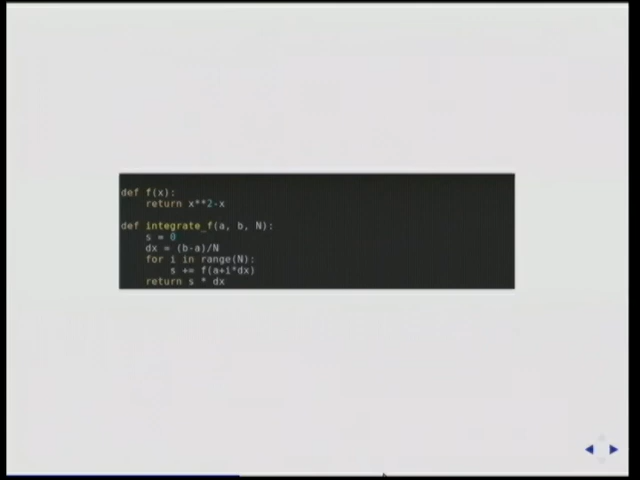 def f(x):
    return x**2-x
def integrate_f(a, b, N):
    s = 0
    dx = (b-a)/N
    for i in range(N):
        s += f(a+i*dx)
    return s * dx